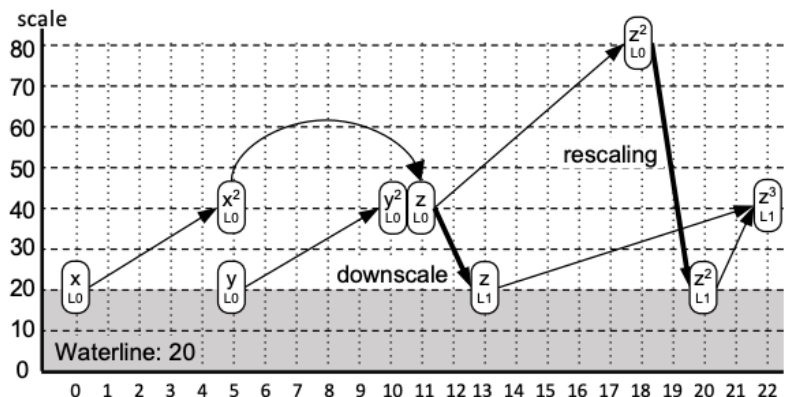 scale
80
70
60
50
40
30
20
10
0
z²
L0
rescaling
x²
L0
y²
L0
z
L0
z³
L1
x
L0
y
L0
downscale
z
L1
z²
L1
Waterline: 20
0 1 2 3 4 5 6 7 8 9 10 11 12 13 14 15 16 17 18 19 20 21 22